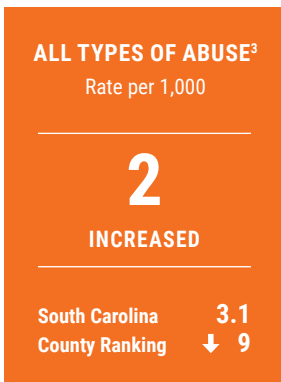 ALL TYPES OF ABUSE³
Rate per 1,000
2
INCREASED
South Carolina 3.1
County Ranking ↓ 9